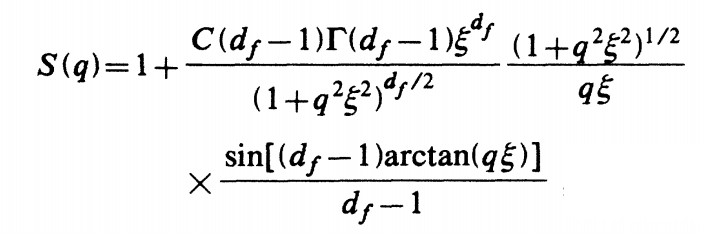 S(q)=1+ \frac{C(d_f-1)\Gamma(d_f-1)\xi^{d_f}}{(1+q^2\xi^2)^{d_f/2}} \frac{(1+q^2\xi^2)^{1/2}}{q\xi}
\times \frac{\sin[(d_f-1)\arctan(q\xi)]}{d_f-1}